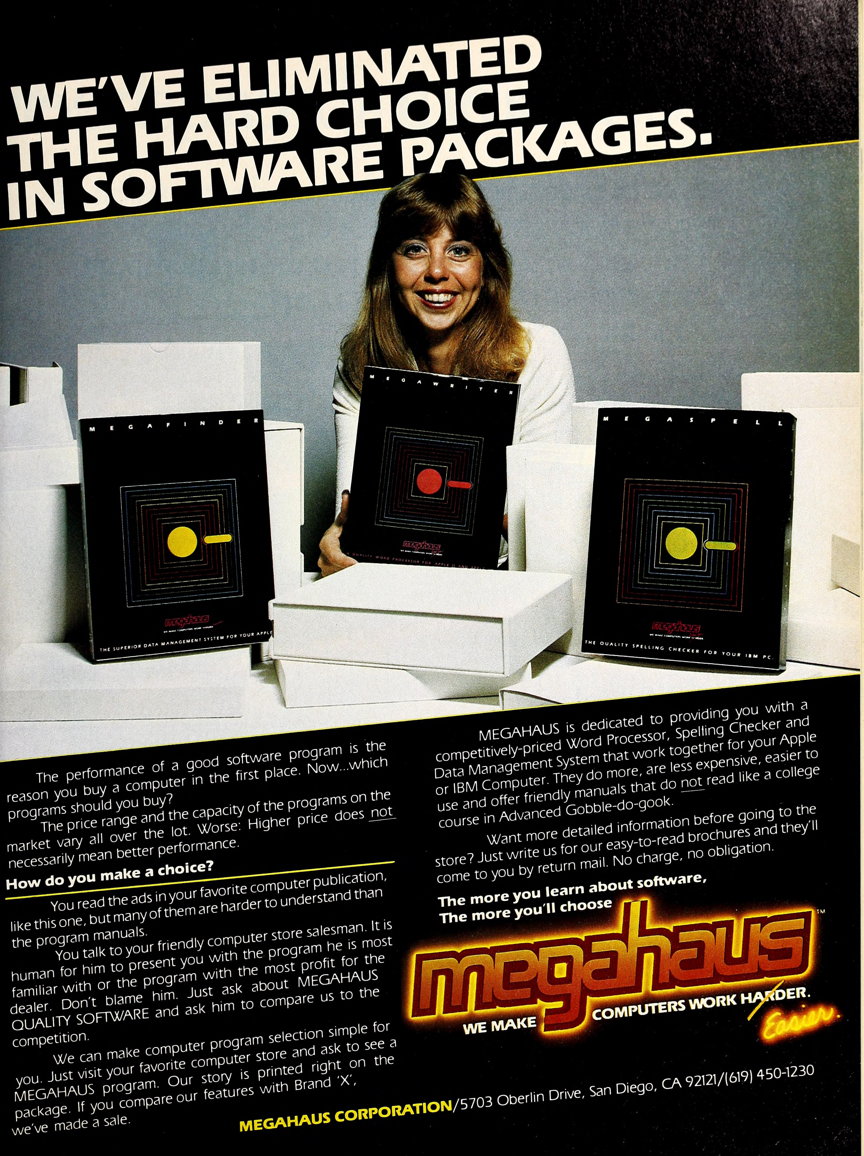 WE'VE ELIMINATED
THE HARD CHOICE
IN SOFTWARE PACKAGES.
MEGAFINDER
megahaus
THE SUPERIOR DATA MANAGEMENT SYSTEM FOR YOUR APPLE
MEGAWRITER
megahaus
QUALITY WORD PROCESSOR FOR APPLE II AND APPLE
MEGASPELL
megahaus
THE QUALITY SPELLING CHECKER FOR YOUR IBM PC.
The performance of a good software program is the
reason you buy a computer in the first place. Now...which
programs should you buy?
The price range and the capacity of the programs on the
market vary all over the lot. Worse: Higher price does not
necessarily mean better performance.
How do you make a choice?
You read the ads in your favorite computer publication,
like this one, but many of them are harder to understand than
the program manuals.
You talk to your friendly computer store salesman. It is
human for him to present you with the program he is most
familiar with or the program with the most profit for the
dealer. Don't blame him. Just ask about MEGAHAUS
QUALITY SOFTWARE and ask him to compare us to the
competition.
We can make computer program selection simple for
you. Just visit your favorite computer store and ask to see a
MEGAHAUS program. Our story is printed right on the
package. If you compare our features with Brand 'X',
we've made a sale.
MEGAHAUS is dedicated to providing you with a
competitively-priced Word Processor, Spelling Checker and
Data Management System that work together for your Apple
or IBM Computer. They do more, are less expensive, easier to
use and offer friendly manuals that do not read like a college
course in Advanced Gobble-do-gook.
Want more detailed information before going to the
store? Just write us for our easy-to-read brochures and they'll
come to you by return mail. No charge, no obligation.
The more you learn about software,
The more you'll choose
megahaus™
WE MAKE COMPUTERS WORK HARDER.
Easier.
MEGAHAUS CORPORATION/5703 Oberlin Drive, San Diego, CA 92121/(619) 450-1230